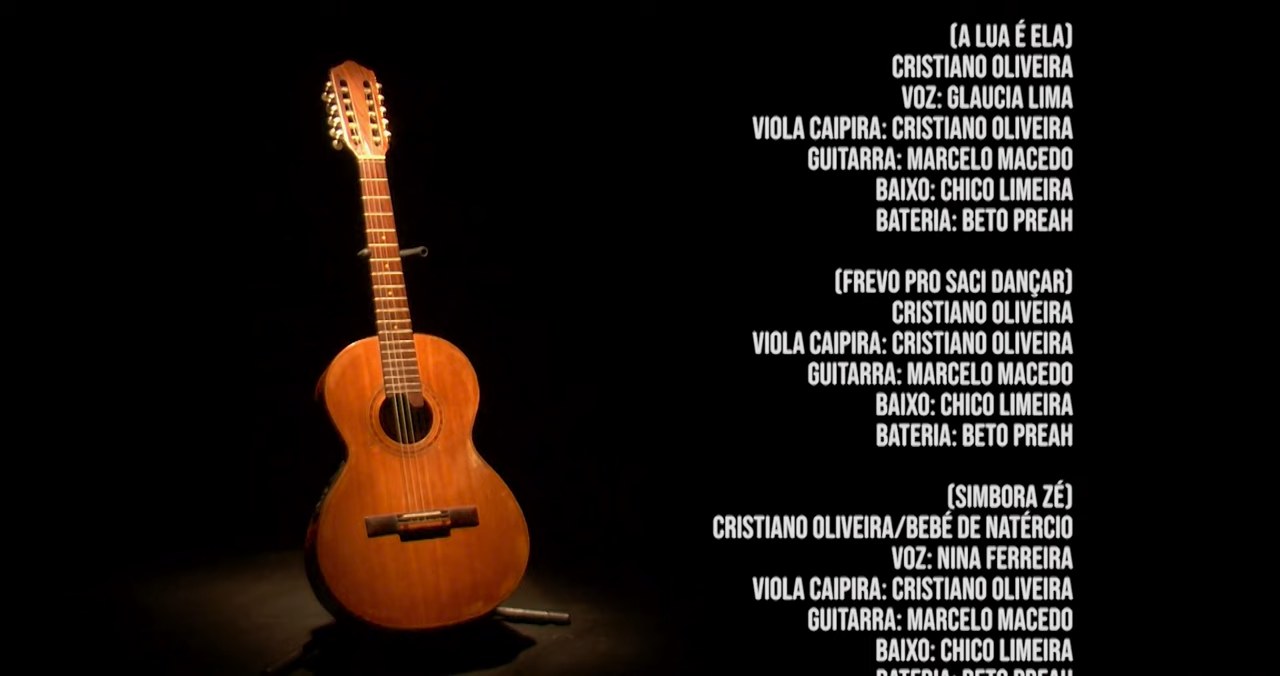 (A LUA É ELA)
CRISTIANO OLIVEIRA
VOZ: GLAUCIA LIMA
VIOLA CAIPIRA: CRISTIANO OLIVEIRA
GUITARRA: MARCELO MACEDO
BAIXO: CHICO LIMEIRA
BATERIA: BETO PREAH
(FREVO PRO SACI DANÇAR)
CRISTIANO OLIVEIRA
VIOLA CAIPIRA: CRISTIANO OLIVEIRA
GUITARRA: MARCELO MACEDO
BAIXO: CHICO LIMEIRA
BATERIA: BETO PREAH
(SIMBORA ZÉ)
CRISTIANO OLIVEIRA/BEBÉ DE NATÉRCIO
VOZ: NINA FERREIRA
VIOLA CAIPIRA: CRISTIANO OLIVEIRA
GUITARRA: MARCELO MACEDO
BAIXO: CHICO LIMEIRA
BATERIA: BETO PREAH